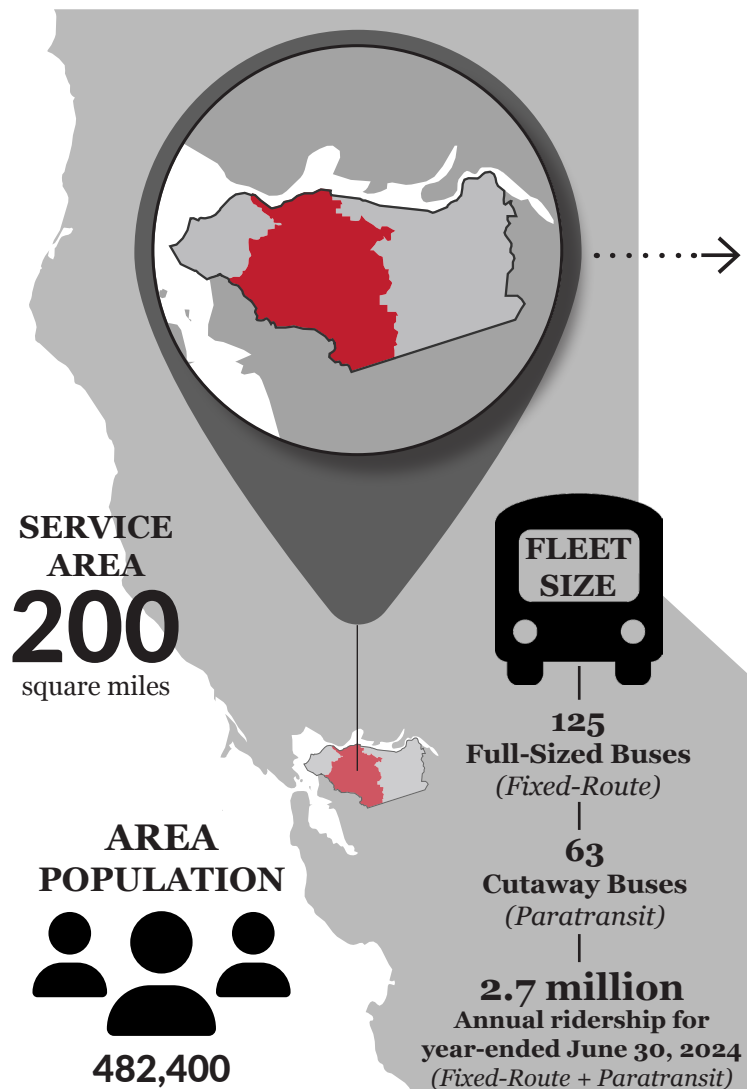 SERVICE
AREA
200
square miles
FLEET
SIZE
125
Full-Sized Buses
(Fixed-Route)
63
Cutaway Buses
(Paratransit)
2.7 million
Annual ridership for
year-ended June 30, 2024
(Fixed-Route + Paratransit)
AREA
POPULATION
482,400